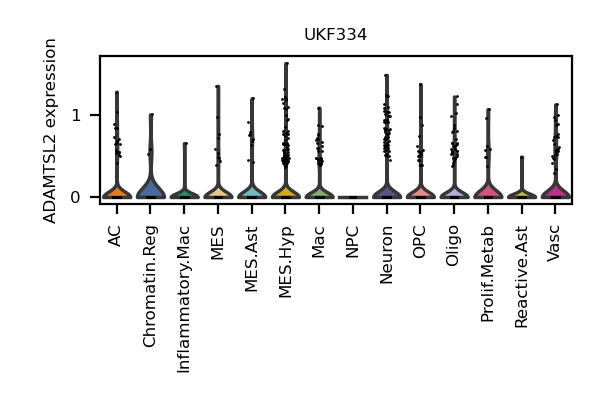 UKF334
ADAMTSL2 expression
1
0
AC
Chromatin.Reg
Inflammatory.Mac
MES
MES.Ast
MES.Hyp
Mac
NPC
Neuron
OPC
Oligo
Prolif.Metab
Reactive.Ast
Vasc